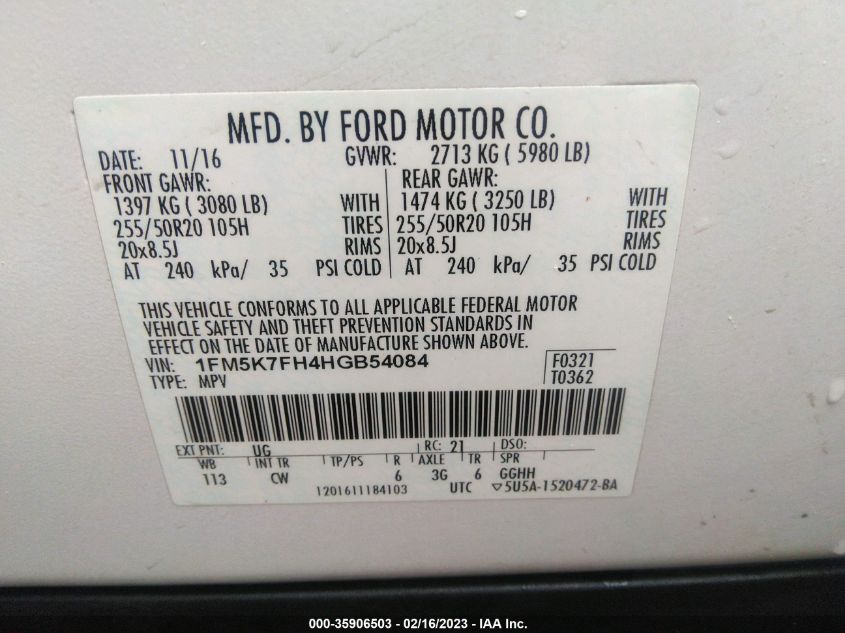 MFD. BY FORD MOTOR CO.
DATE: 11/16 GVWR: 2713 KG ( 5980 LB)
FRONT GAWR: REAR GAWR:
1397 KG ( 3080 LB) WITH 1474 KG ( 3250 LB) WITH
255/50R20 105H TIRES 255/50R20 105H TIRES
20x8.5J RIMS 20x8.5J RIMS
AT 240 kPa/ 35 PSI COLD AT 240 kPa/ 35 PSI COLD
THIS VEHICLE CONFORMS TO ALL APPLICABLE FEDERAL MOTOR
VEHICLE SAFETY AND THEFT PREVENTION STANDARDS IN
EFFECT ON THE DATE OF MANUFACTURE SHOWN ABOVE.
VIN: 1FM5K7FH4HGB54084 F0321
TYPE: MPV T0362
EXT PNT: UG RC: 21 DSO:
WB INT TR TP/PS R AXLE TR SPR
113 CW 6 3G 6 GGHH
1201611184103 UTC ▽5U5A-1520472-BA
000-35906503 - 02/16/2023 - IAA Inc.